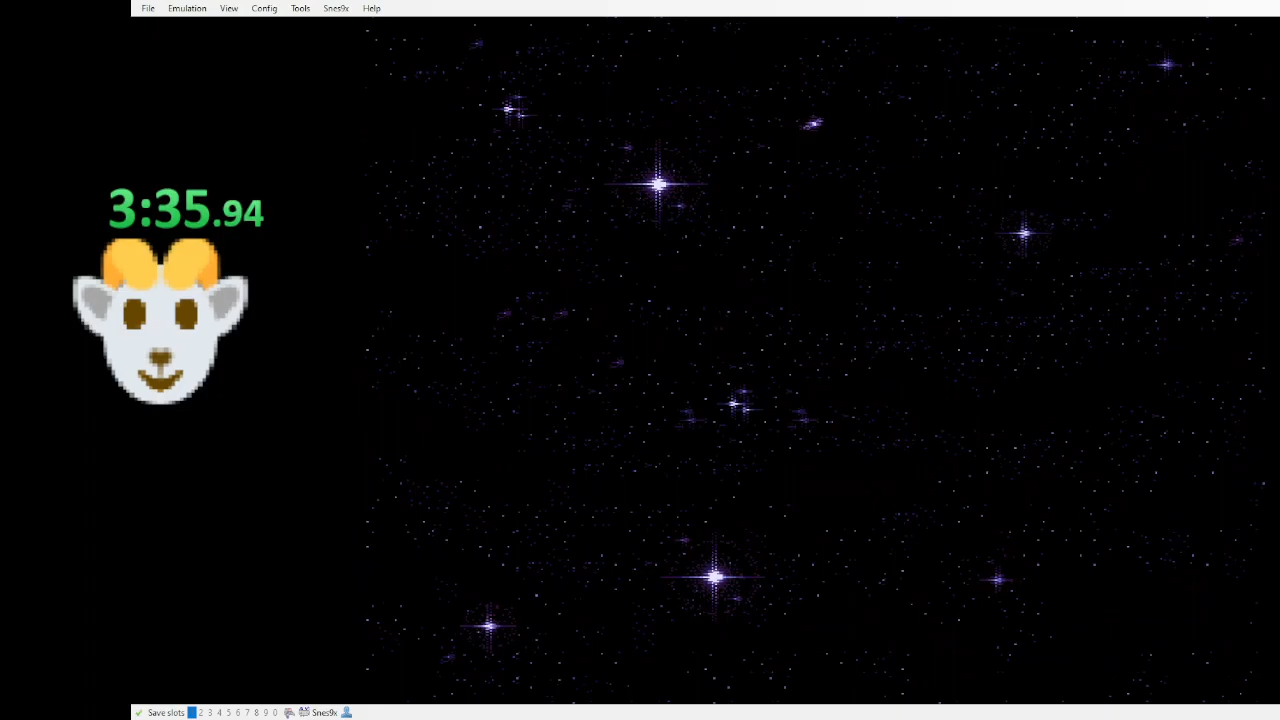 File Emulation View Config Tools Snes9x Help
3:35.94
Save slots 2 3 4 5 6 7 8 9 0 Snes9x